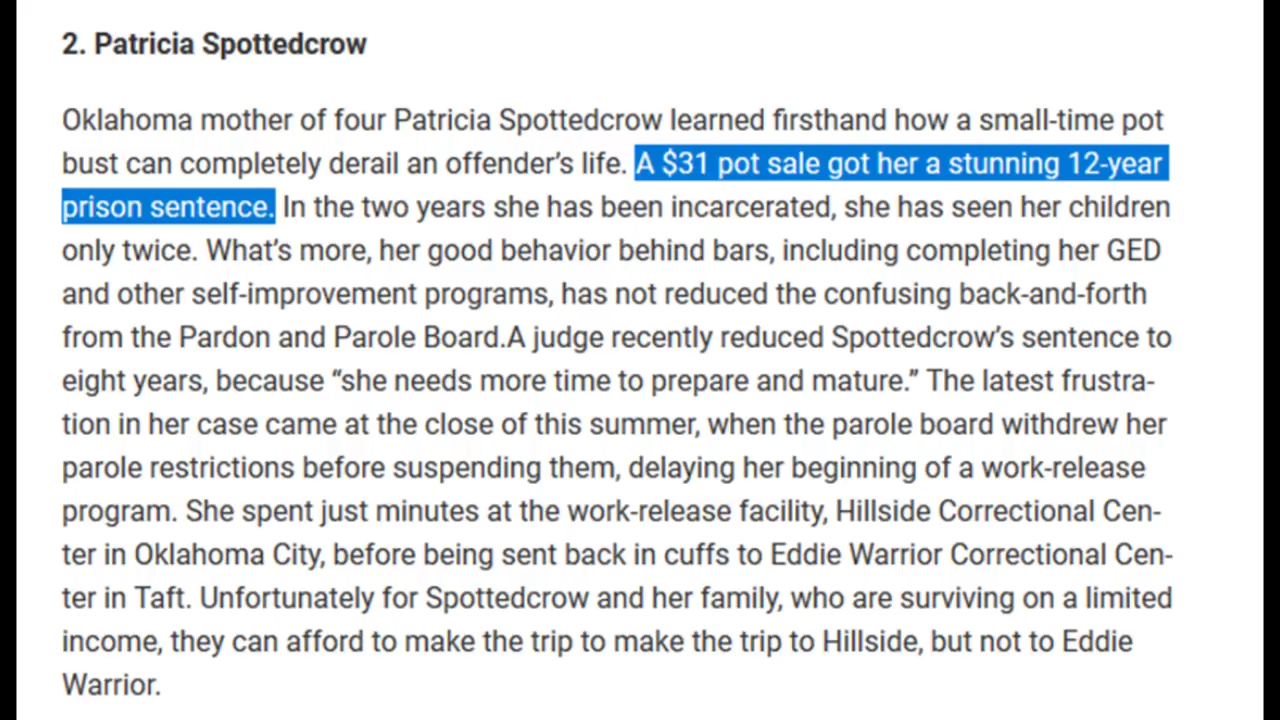 2. Patricia Spottedcrow
Oklahoma mother of four Patricia Spottedcrow learned firsthand how a small-time pot
bust can completely derail an offender’s life. A $31 pot sale got her a stunning 12-year
prison sentence. In the two years she has been incarcerated, she has seen her children
only twice. What’s more, her good behavior behind bars, including completing her GED
and other self-improvement programs, has not reduced the confusing back-and-forth
from the Pardon and Parole Board.A judge recently reduced Spottedcrow’s sentence to
eight years, because “she needs more time to prepare and mature.” The latest frustra-
tion in her case came at the close of this summer, when the parole board withdrew her
parole restrictions before suspending them, delaying her beginning of a work-release
program. She spent just minutes at the work-release facility, Hillside Correctional Cen-
ter in Oklahoma City, before being sent back in cuffs to Eddie Warrior Correctional Cen-
ter in Taft. Unfortunately for Spottedcrow and her family, who are surviving on a limited
income, they can afford to make the trip to make the trip to Hillside, but not to Eddie
Warrior.